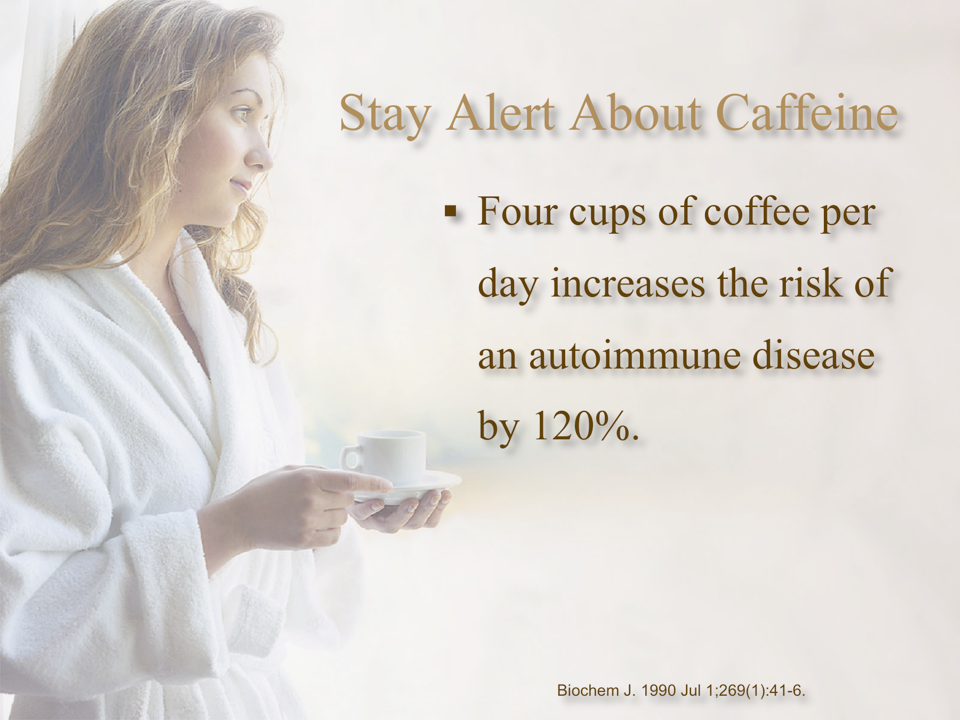 Stay Alert About Caffeine
▪ Four cups of coffee per
day increases the risk of
an autoimmune disease
by 120%.
Biochem J. 1990 Jul 1;269(1):41-6.